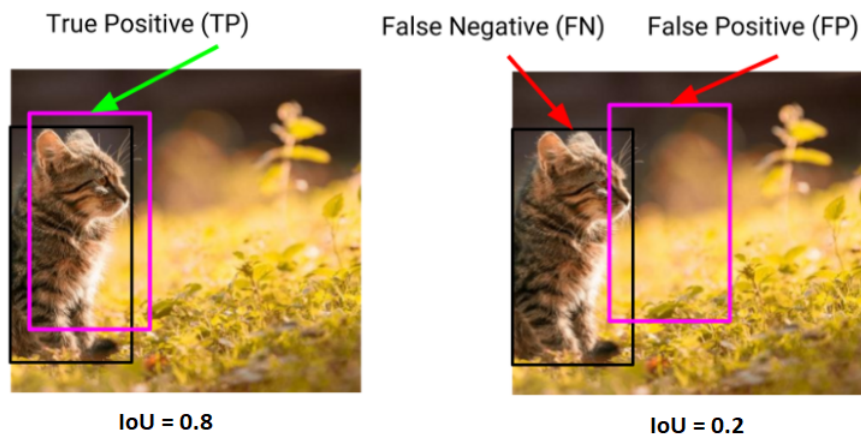 True Positive (TP)
False Negative (FN)
False Positive (FP)
IoU = 0.8
IoU = 0.2